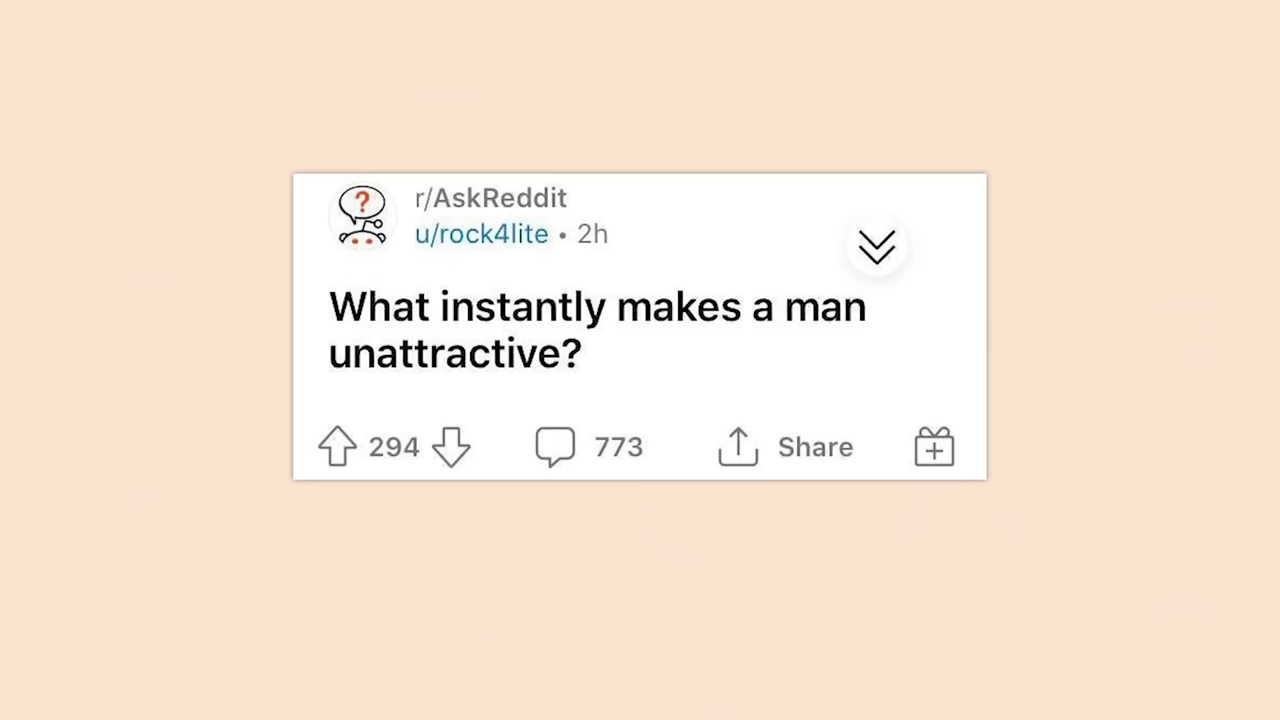 r/AskReddit
u/rock4lite • 2h
What instantly makes a man
unattractive?
294 773 Share